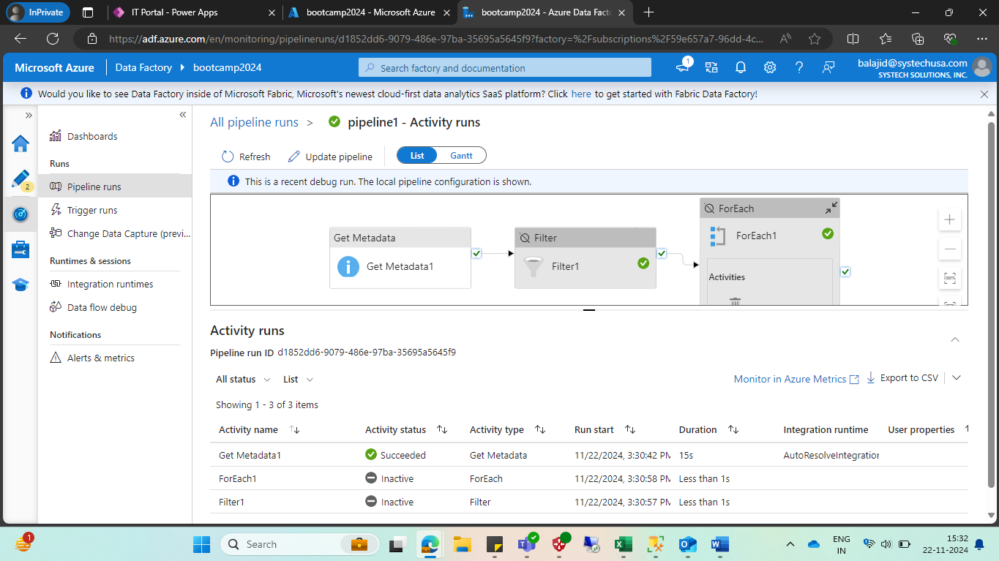 InPrivate
IT Portal - Power Apps
bootcamp2024 - Microsoft Azure
bootcamp2024 - Azure Data Facto
https://adf.azure.com/en/monitoring/pipelineruns/d1852dd6-9079-486e-97ba-35695a5645f9?factory=%2Fsubscriptions%2F59e657a7-96dd-4c...
Microsoft Azure
Data Factory
bootcamp2024
Search factory and documentation
1
balajid@systechusa.com
SYSTECH SOLUTIONS, INC.
Would you like to see Data Factory inside of Microsoft Fabric, Microsoft's newest cloud-first data analytics SaaS platform? Click here to get started with Fabric Data Factory!
2
Dashboards
Runs
Pipeline runs
Trigger runs
Change Data Capture (previ...
Runtimes & sessions
Integration runtimes
Data flow debug
Notifications
Alerts & metrics
All pipeline runs > pipeline1 - Activity runs
Refresh
Update pipeline
List
Gantt
This is a recent debug run. The local pipeline configuration is shown.
Get Metadata
Get Metadata1
Filter
Filter1
ForEach
ForEach1
Activities
100%
Activity runs
Pipeline run ID d1852dd6-9079-486e-97ba-35695a5645f9
All status
List
Monitor in Azure Metrics
Export to CSV
Showing 1 - 3 of 3 items
Activity name Activity status Activity type Run start Duration Integration runtime User properties
Get Metadata1 Succeeded Get Metadata 11/22/2024, 3:30:42 PM 15s AutoResolveIntegration
ForEach1 Inactive ForEach 11/22/2024, 3:30:58 PM Less than 1s
Filter1 Inactive Filter 11/22/2024, 3:30:57 PM Less than 1s
1
Search
ENG
IN
15:32
22-11-2024